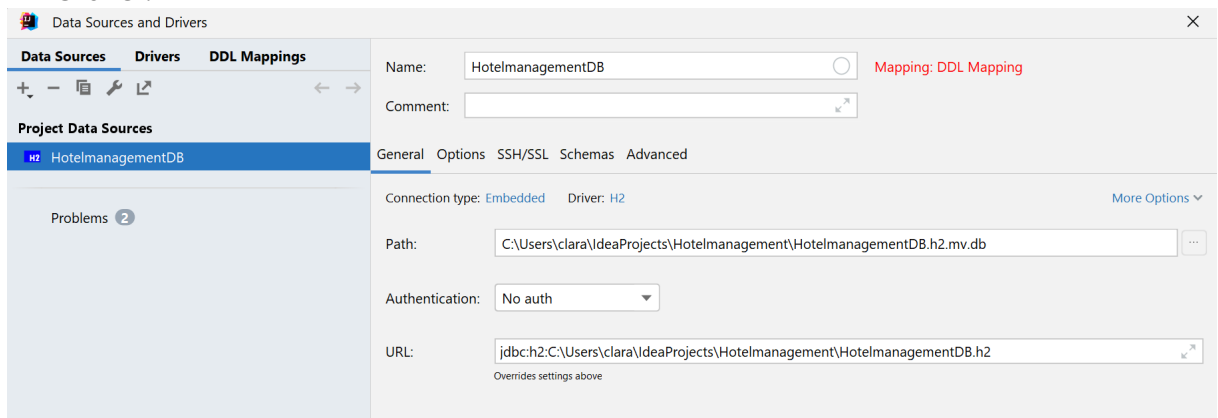 Data Sources and Drivers
Data Sources Drivers DDL Mappings
Project Data Sources
H2 HotelmanagementDB
Problems 2
Name: HotelmanagementDB Mapping: DDL Mapping
Comment:
General Options SSH/SSL Schemas Advanced
Connection type: Embedded Driver: H2 More Options
Path: C:\Users\clara\IdeaProjects\Hotelmanagement\HotelmanagementDB.h2.mv.db ...
Authentication: No auth
URL: jdbc:h2:C:\Users\clara\IdeaProjects\Hotelmanagement\HotelmanagementDB.h2
Overrides settings above